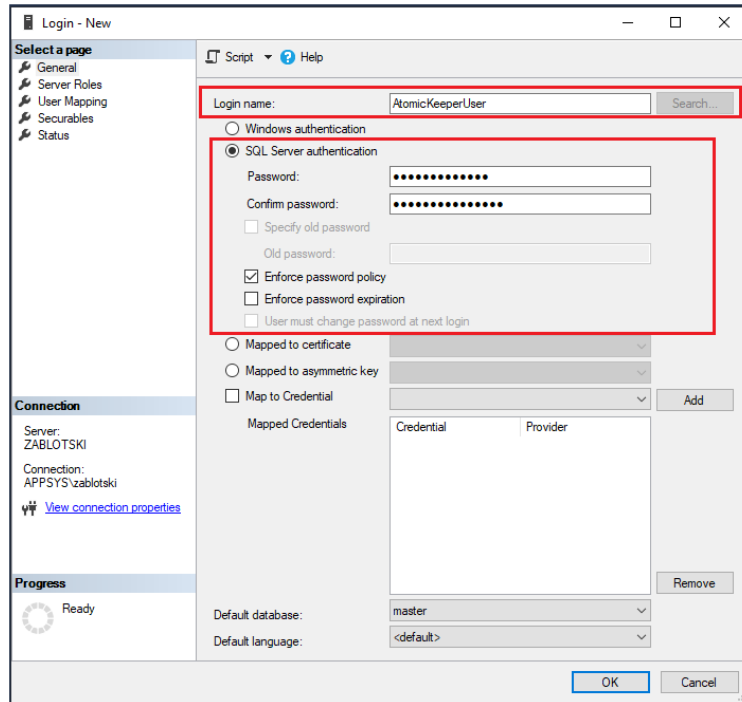 Login - New
Select a page
General
Server Roles
User Mapping
Securables
Status
Script Help
Login name: AtomicKeeperUser Search...
Windows authentication
SQL Server authentication
Password: ●●●●●●●●●●●●●
Confirm password: ●●●●●●●●●●●●●●●
Specify old password
Old password:
Enforce password policy
Enforce password expiration
User must change password at next login
Mapped to certificate
Mapped to asymmetric key
Map to Credential Add
Mapped Credentials Credential Provider
Remove
Default database: master
Default language: <default>
Connection
Server:
ZABLOTSKI
Connection:
APPSYS\zablotski
View connection properties
Progress
Ready
OK Cancel